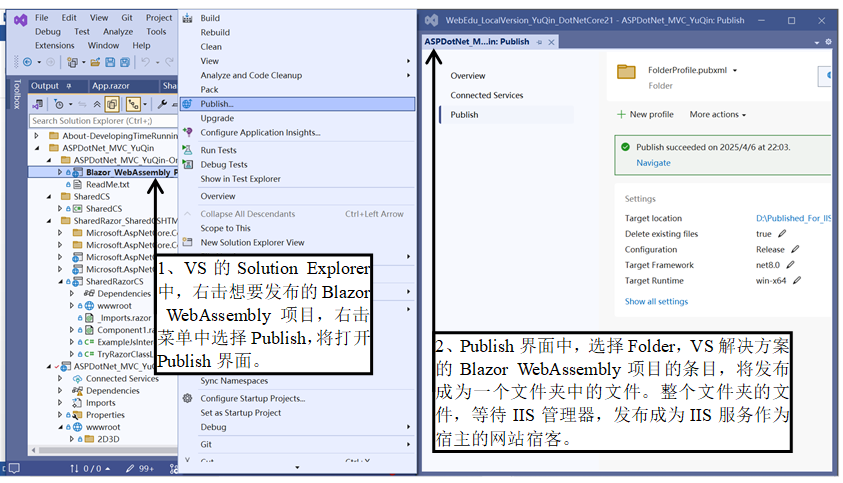 File Edit View Git Project
Debug Test Analyze Tools
Extensions Window Help
Output App.razor Sha
Toolbox
Search Solution Explorer (Ctrl+;)
About-DevelopingTimeRunnin
ASPDotNet_MVC_YuQin
ASPDotNet_MVC_YuQin-On
Blazor_WebAssembly_P
ReadMe.txt
SharedCS
SharedCS
SharedRazor_SharedCSHTM
Microsoft.AspNetCore.Co
Microsoft.AspNetCore.Co
Microsoft.AspNetCore.
Microsoft.AspNetCore.
SharedRazorCS
Dependencies
wwwroot
_Imports.razor
Component1.ra
ExampleJsInter
TryRazorClassL
ASPDotNet_MVC_YuQ
Connected Services
Dependencies
Imports
Properties
wwwroot
2D3D
0 / 0
99+
Build
Rebuild
Clean
View
Analyze and Code Cleanup
Pack
Publish...
Upgrade
Configure Application Insights...
Run Tests
Debug Tests
Show in Test Explorer
Overview
Collapse All Descendants Ctrl+Left Arrow
Scope to This
New Solution Explorer View
Sync Namespaces
Configure Startup Projects...
Set as Startup Project
Debug
Git
Cut Ctrl+X
1、VS 的 Solution Explorer
中，右击想要发布的 Blazor
WebAssembly 项目，右击
菜单中选择 Publish，将打开
Publish 界面。
WebEdu_LocalVersion_YuQin_DotNetCore21 - ASPDotNet_MVC_YuQin: Publish
ASPDotNet_M...in: Publish
Overview
Connected Services
Publish
FolderProfile.pubxml
Folder
New profile More actions
Publish succeeded on 2025/4/6 at 22:03.
Navigate
Settings
Target location D:\Published_For_IIS
Delete existing files true
Configuration Release
Target Framework net8.0
Target Runtime win-x64
Show all settings
2、Publish 界面中，选择 Folder，VS 解决方案
的 Blazor WebAssembly 项目的条目，将发布
成为一个文件夹中的文件。整个文件夹的文
件，等待 IIS 管理器，发布成为 IIS 服务作为
宿主的网站宿客。